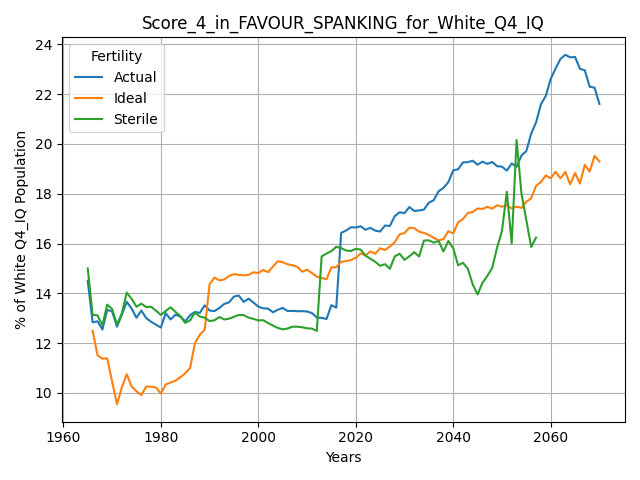 Score_4_in_FAVOUR_SPANKING_for_White_Q4_IQ
Fertility
Actual
Ideal
Sterile
% of White Q4_IQ Population
24
22
20
18
16
14
12
10
1960
1980
2000
2020
2040
2060
Years